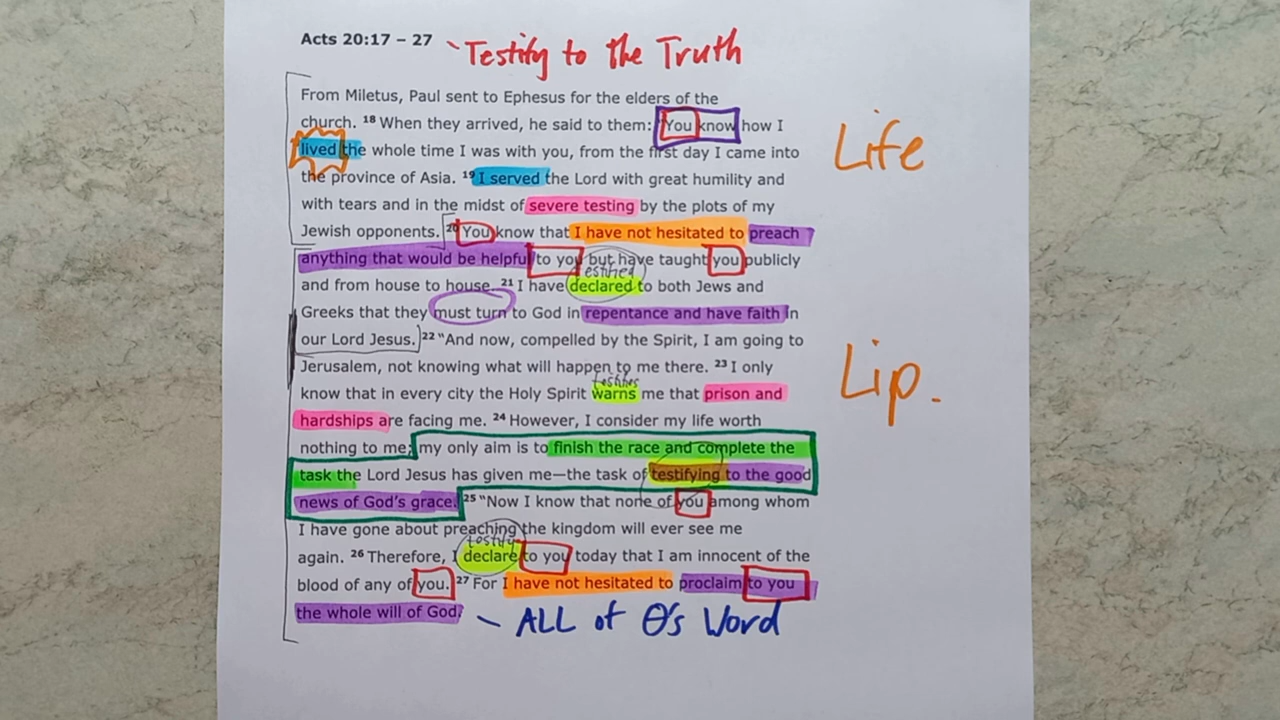 Acts 20:17 – 27 - Testify to the Truth
From Miletus, Paul sent to Ephesus for the elders of the
church. 18 When they arrived, he said to them: "You know how I
Life
lived the whole time I was with you, from the first day I came into
the province of Asia. 19 I served the Lord with great humility and
with tears and in the midst of severe testing by the plots of my
Jewish opponents. 20 You know that I have not hesitated to preach
anything that would be helpful to you but have taught you publicly
testified
and from house to house. 21 I have declared to both Jews and
Greeks that they must turn to God in repentance and have faith in
our Lord Jesus. 22 "And now, compelled by the Spirit, I am going to
Jerusalem, not knowing what will happen to me there. 23 I only
Lip.
testifies
know that in every city the Holy Spirit warns me that prison and
hardships are facing me. 24 However, I consider my life worth
nothing to me; my only aim is to finish the race and complete the
task the Lord Jesus has given me—the task of testifying to the good
news of God's grace. 25 "Now I know that none of you among whom
I have gone about preaching the kingdom will ever see me
testify
again. 26 Therefore, I declare to you today that I am innocent of the
blood of any of you. 27 For I have not hesitated to proclaim to you
the whole will of God. - ALL of Θ's Word